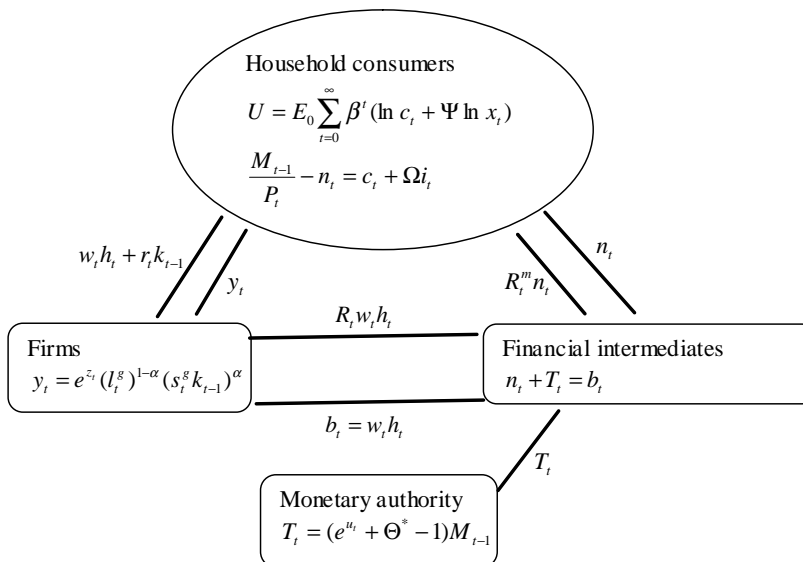 Household consumers
U = E_0 \sum_{t=0}^{\infty} \beta^t (\ln c_t + \Psi \ln x_t)
\frac{M_{t-1}}{P_t} - n_t = c_t + \Omega i_t
w_t h_t + r_t k_{t-1}
y_t
R_t^m n_t
n_t
R_t w_t h_t
Firms
y_t = e^{z_t} (l_t^g)^{1-\alpha} (s_t^g k_{t-1})^{\alpha}
Financial intermediates
n_t + T_t = b_t
b_t = w_t h_t
T_t
Monetary authority
T_t = (e^{u_t} + \Theta^* - 1) M_{t-1}